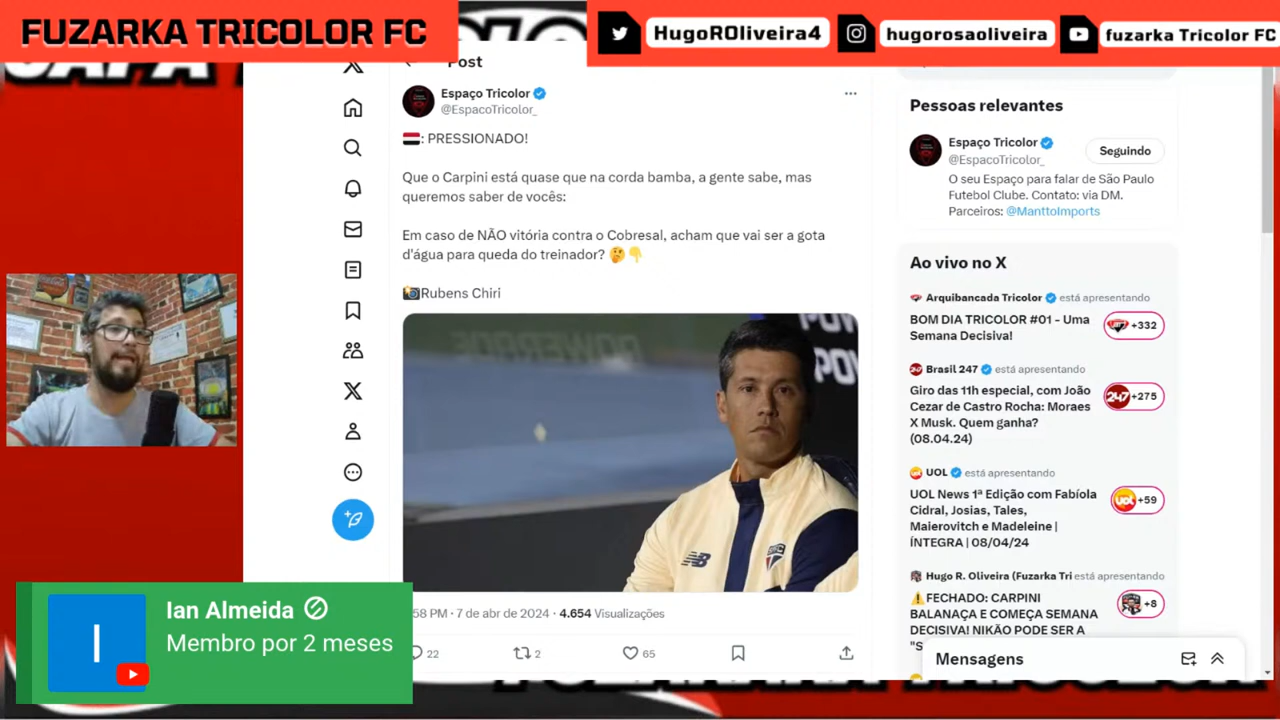 FUZARKA TRICOLOR FC
HugoROliveira4
hugorosaoliveira
fuzarka Tricolor FC
Post
Espaço Tricolor
@EspacoTricolor_
: PRESSIONADO!
Que o Carpini está quase que na corda bamba, a gente sabe, mas
queremos saber de vocês:
Em caso de NÃO vitória contra o Cobresal, acham que vai ser a gota
d'água para queda do treinador? 🤔👇
📸Rubens Chiri
:58 PM · 7 de abr de 2024 · 4.654 Visualizações
22
2
65
Pessoas relevantes
Espaço Tricolor
@EspacoTricolor_
Seguindo
O seu Espaço para falar de São Paulo
Futebol Clube. Contato: via DM.
Parceiros: @ManttoImports
Ao vivo no X
Arquibancada Tricolor está apresentando
BOM DIA TRICOLOR #01 - Uma
Semana Decisiva!
+332
Brasil 247 está apresentando
Giro das 11h especial, com João
Cezar de Castro Rocha: Moraes
X Musk. Quem ganha?
(08.04.24)
247
+275
UOL está apresentando
UOL News 1ª Edição com Fabíola
Cidral, Josias, Tales,
Maierovitch e Madeleine |
ÍNTEGRA | 08/04/24
UOL
+59
Hugo R. Oliveira (Fuzarka Tri está apresentando
⚠️FECHADO: CARPINI
BALANAÇA E COMEÇA SEMANA
DECISIVA! NIKÃO PODE SER A
"S
+8
Mensagens
I
Ian Almeida
Membro por 2 meses